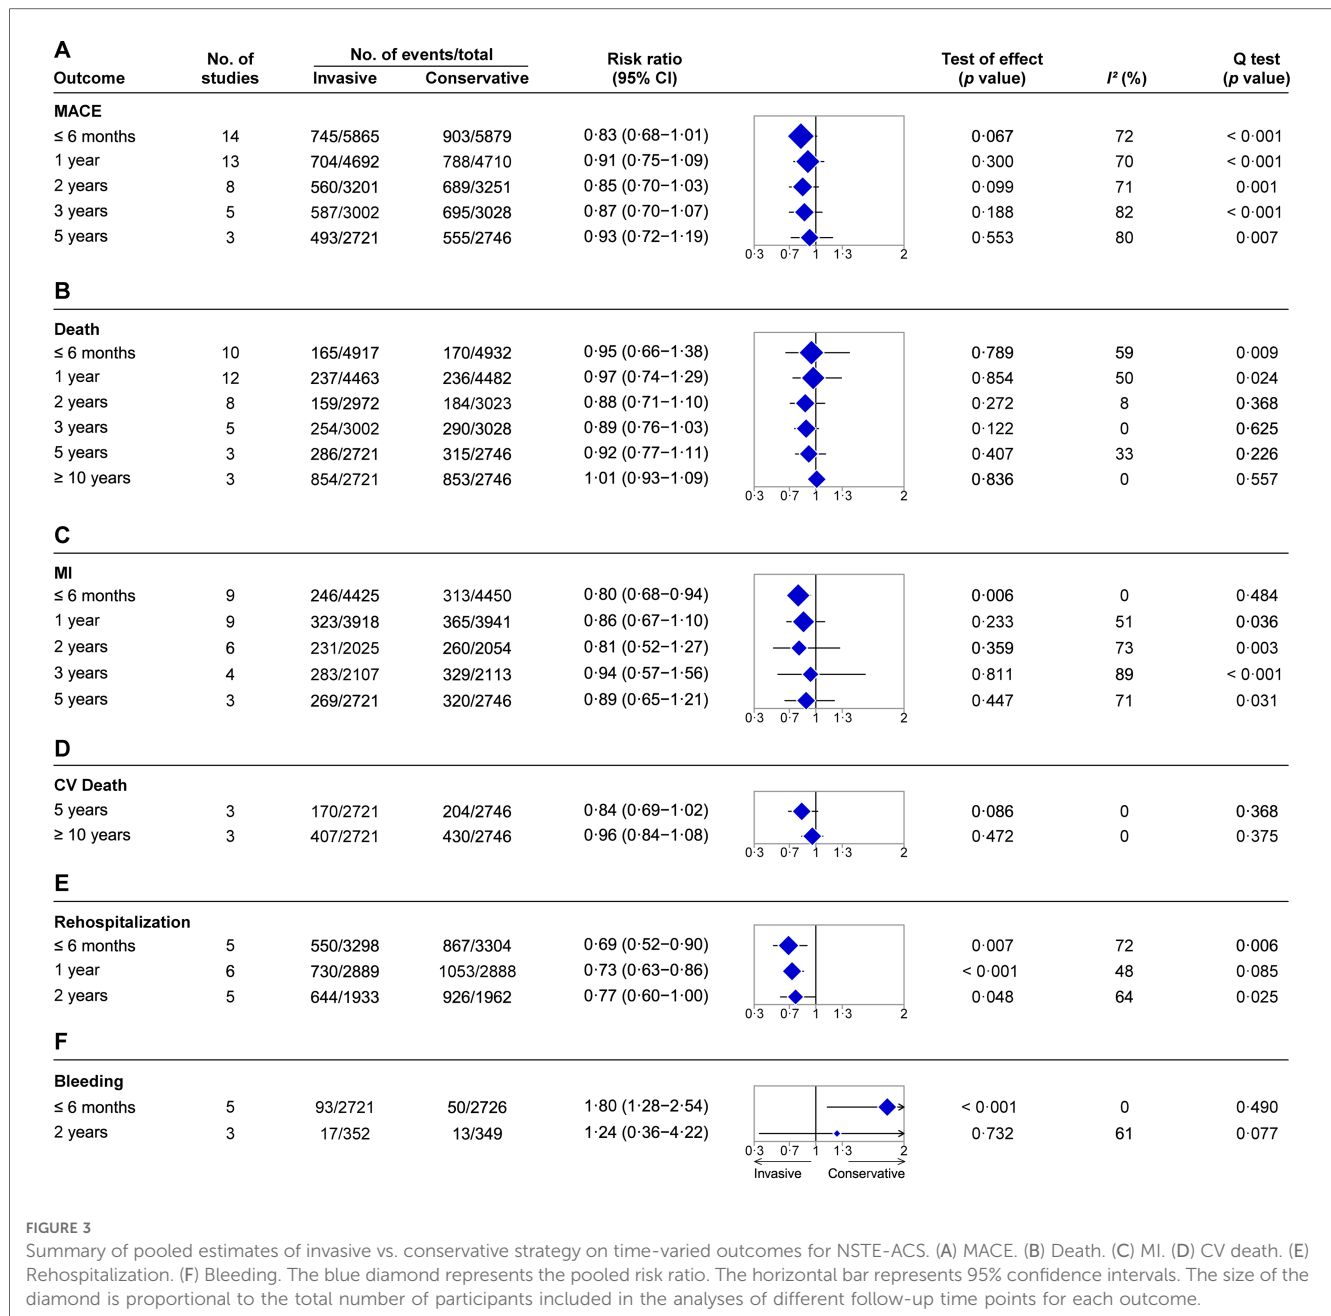 A
No. of studies No. of events/total Risk ratio (95% CI) Test of effect (p value) I² (%) Q test (p value)
Outcome Invasive Conservative
MACE
≤ 6 months 14 745/5865 903/5879 0·83 (0·68−1·01) 0·067 72 < 0·001
1 year 13 704/4692 788/4710 0·91 (0·75−1·09) 0·300 70 < 0·001
2 years 8 560/3201 689/3251 0·85 (0·70−1·03) 0·099 71 0·001
3 years 5 587/3002 695/3028 0·87 (0·70−1·07) 0·188 82 < 0·001
5 years 3 493/2721 555/2746 0·93 (0·72−1·19) 0·553 80 0·007
0·3 0·7 1 1·3 2
B
Death
≤ 6 months 10 165/4917 170/4932 0·95 (0·66−1·38) 0·789 59 0·009
1 year 12 237/4463 236/4482 0·97 (0·74−1·29) 0·854 50 0·024
2 years 8 159/2972 184/3023 0·88 (0·71−1·10) 0·272 8 0·368
3 years 5 254/3002 290/3028 0·89 (0·76−1·03) 0·122 0 0·625
5 years 3 286/2721 315/2746 0·92 (0·77−1·11) 0·407 33 0·226
≥ 10 years 3 854/2721 853/2746 1·01 (0·93−1·09) 0·836 0 0·557
0·3 0·7 1 1·3 2
C
MI
≤ 6 months 9 246/4425 313/4450 0·80 (0·68−0·94) 0·006 0 0·484
1 year 9 323/3918 365/3941 0·86 (0·67−1·10) 0·233 51 0·036
2 years 6 231/2025 260/2054 0·81 (0·52−1·27) 0·359 73 0·003
3 years 4 283/2107 329/2113 0·94 (0·57−1·56) 0·811 89 < 0·001
5 years 3 269/2721 320/2746 0·89 (0·65−1·21) 0·447 71 0·031
0·3 0·7 1 1·3 2
D
CV Death
5 years 3 170/2721 204/2746 0·84 (0·69−1·02) 0·086 0 0·368
≥ 10 years 3 407/2721 430/2746 0·96 (0·84−1·08) 0·472 0 0·375
0·3 0·7 1 1·3 2
E
Rehospitalization
≤ 6 months 5 550/3298 867/3304 0·69 (0·52−0·90) 0·007 72 0·006
1 year 6 730/2889 1053/2888 0·73 (0·63−0·86) < 0·001 48 0·085
2 years 5 644/1933 926/1962 0·77 (0·60−1·00) 0·048 64 0·025
0·3 0·7 1 1·3 2
F
Bleeding
≤ 6 months 5 93/2721 50/2726 1·80 (1·28−2·54) < 0·001 0 0·490
2 years 3 17/352 13/349 1·24 (0·36−4·22) 0·732 61 0·077
0·3 0·7 1 1·3 2
Invasive Conservative
FIGURE 3
Summary of pooled estimates of invasive vs. conservative strategy on time-varied outcomes for NSTE-ACS. (A) MACE. (B) Death. (C) MI. (D) CV death. (E)
Rehospitalization. (F) Bleeding. The blue diamond represents the pooled risk ratio. The horizontal bar represents 95% confidence intervals. The size of the
diamond is proportional to the total number of participants included in the analyses of different follow-up time points for each outcome.